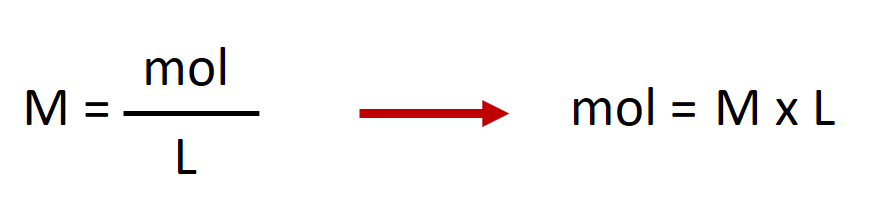 M = mol
L
mol = M x L